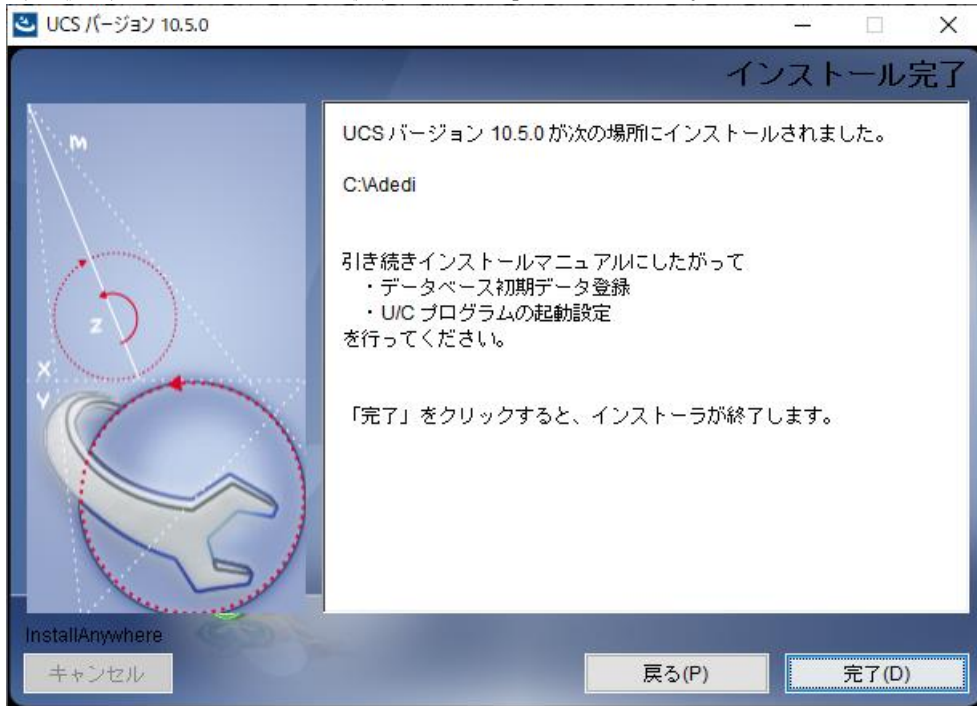 UCS バージョン 10.5.0
インストール完了
UCS バージョン 10.5.0 が次の場所にインストールされました。
C:\Adedi
引き続きインストールマニュアルにしたがって
・データベース初期データ登録
・U/C プログラムの起動設定
を行ってください。
「完了」をクリックすると、インストーラが終了します。
M
Z
X
Y
InstallAnywhere
キャンセル
戻る(P)
完了(D)